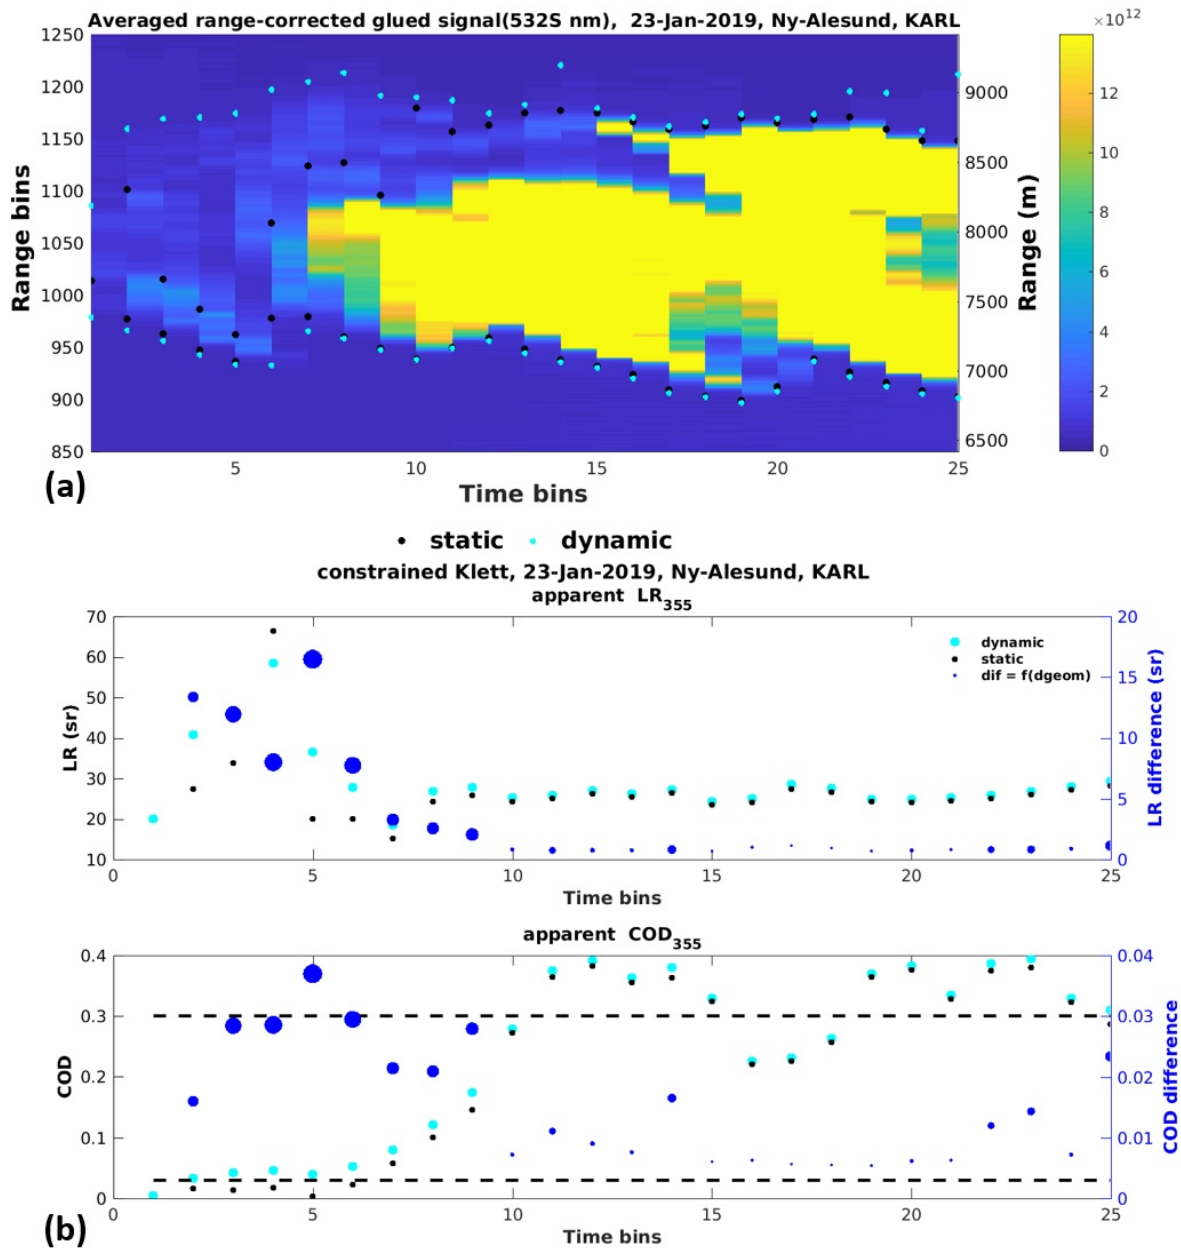 Averaged range-corrected glued signal(532S nm),  23-Jan-2019, Ny-Alesund, KARL
×10^12
1250
1200
1150
1100
1050
1000
950
900
850
Range bins
9000
8500
8000
7500
7000
6500
Range (m)
12
10
8
6
4
2
0
5 10 15 20 25
Time bins
(a)
static dynamic
constrained Klett, 23-Jan-2019, Ny-Alesund, KARL
apparent LR_355
70
60
50
40
30
20
10
LR (sr)
20
15
10
5
0
LR difference (sr)
dynamic
static
dif = f(dgeom)
0 5 10 15 20 25
Time bins
apparent COD_355
0.4
0.3
0.2
0.1
0
COD
0.04
0.03
0.02
0.01
0
COD difference
0 5 10 15 20 25
Time bins
(b)